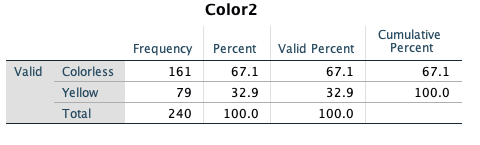 Color2
Frequency Percent Valid Percent Cumulative Percent
Valid Colorless 161 67.1 67.1 67.1
Yellow 79 32.9 32.9 100.0
Total 240 100.0 100.0